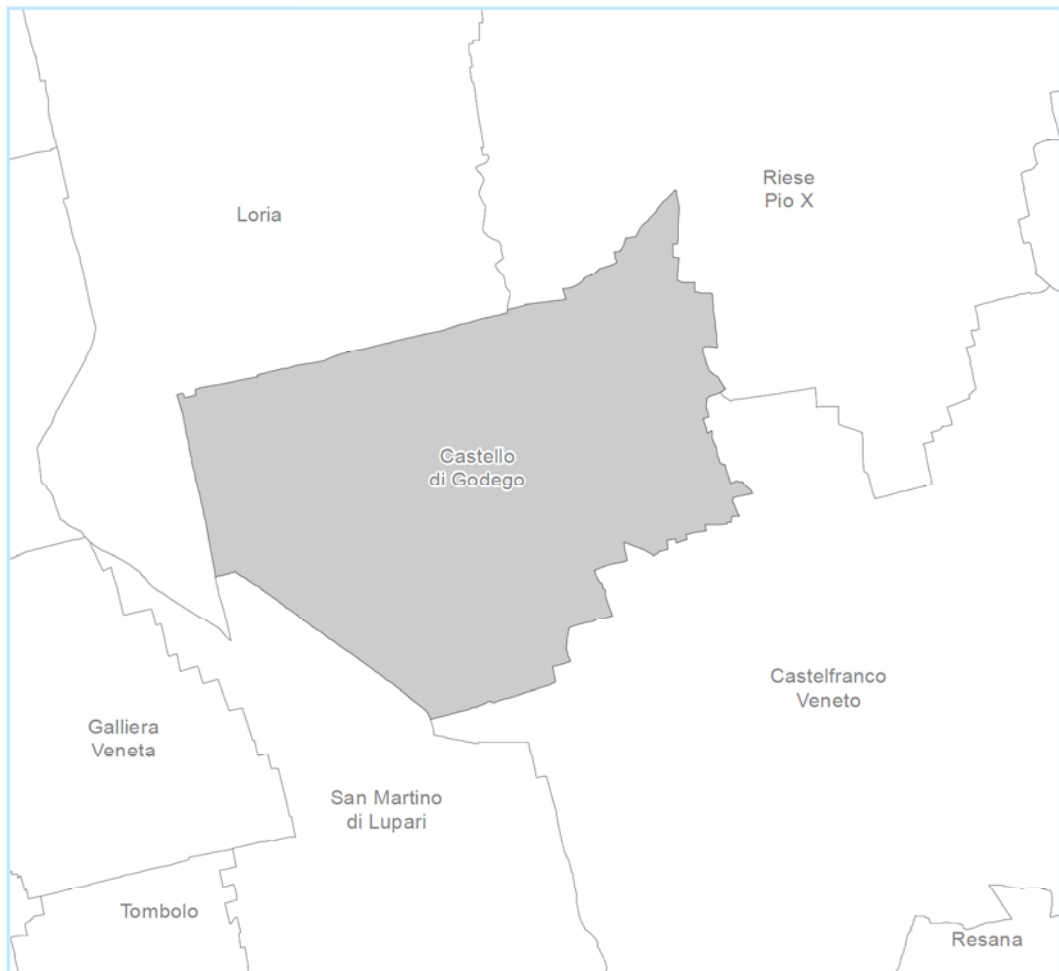 Riese
Pio X
Loria
Castello
di Godego
Castelfranco
Veneto
Galliera
Veneta
San Martino
di Lupari
Tombolo
Resana